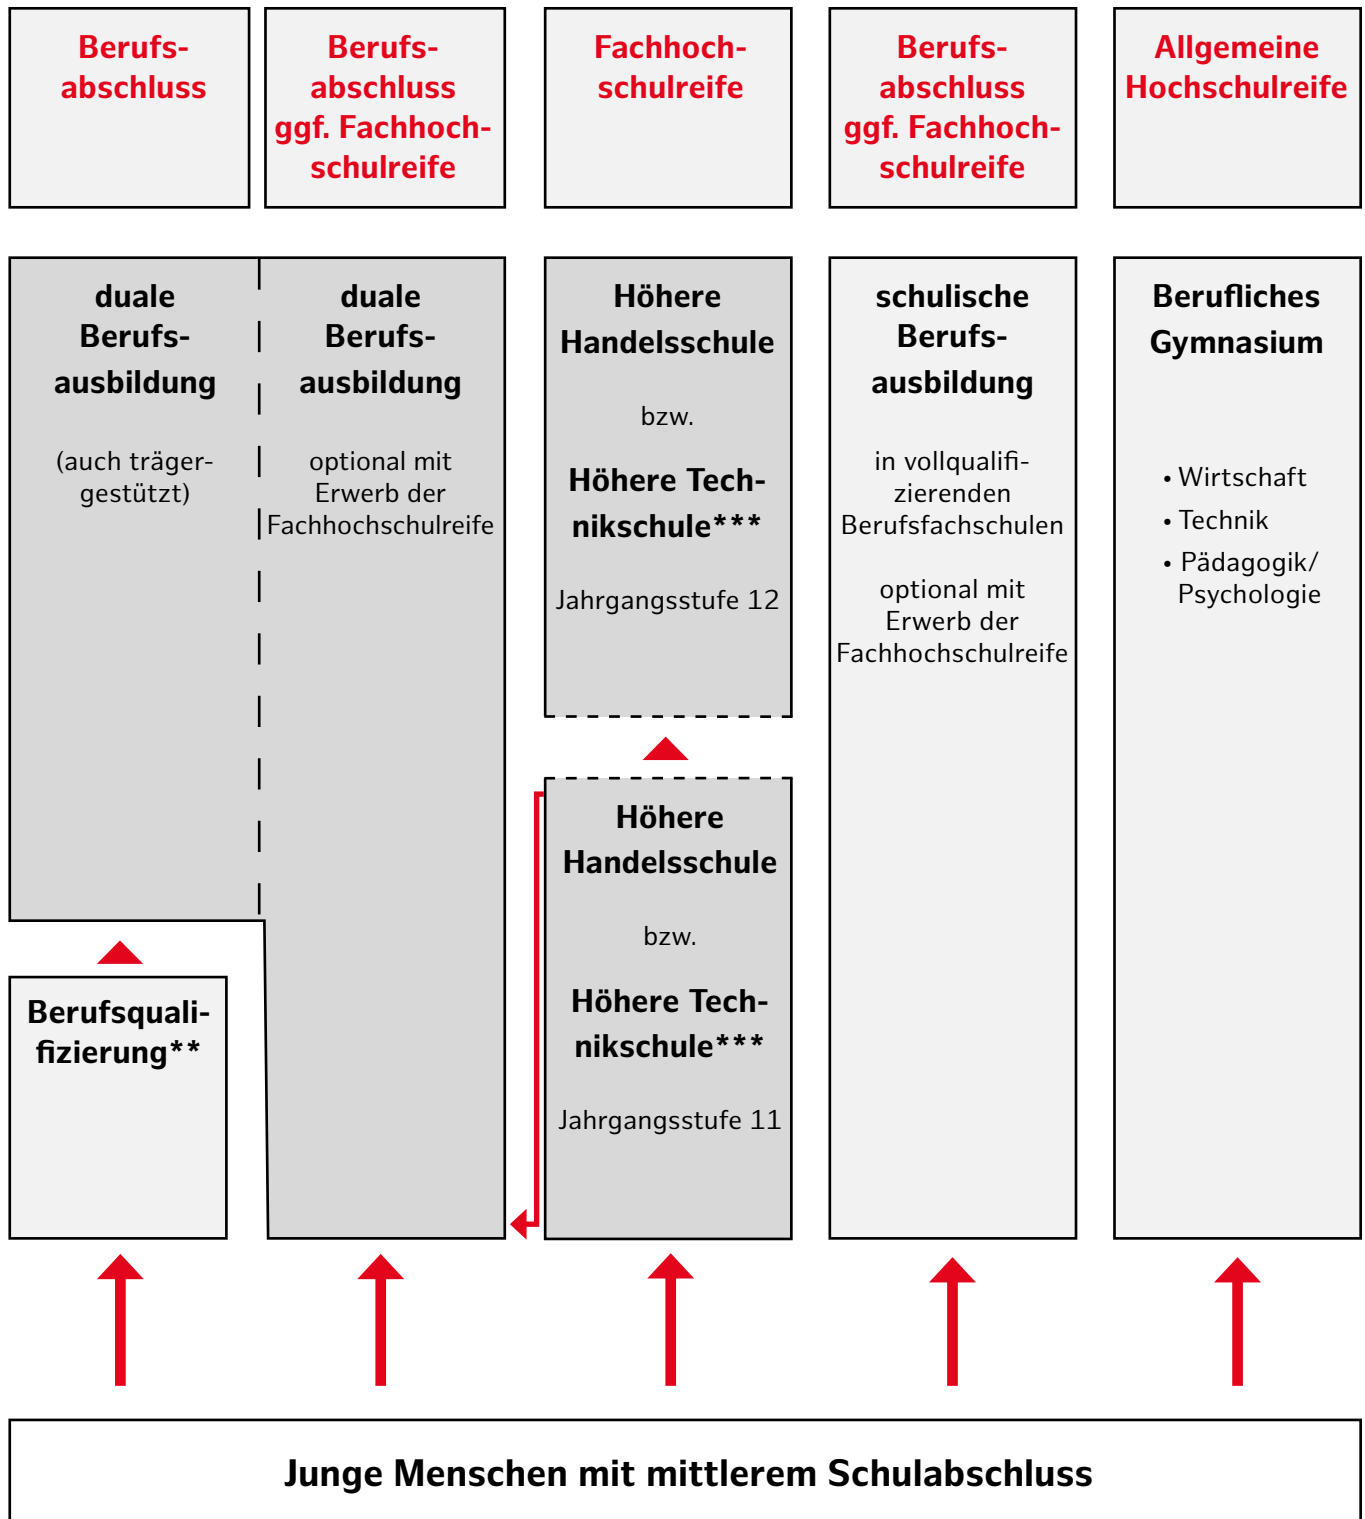 Berufs-
abschluss
Berufs-
abschluss
ggf. Fachhoch-
schulreife
Fachhoch-
schulreife
Berufs-
abschluss
ggf. Fachhoch-
schulreife
Allgemeine
Hochschulreife
duale
Berufs-
ausbildung
(auch träger-
gestützt)
duale
Berufs-
ausbildung
optional mit
Erwerb der
Fachhochschulreife
Höhere
Handelsschule
bzw.
Höhere Tech-
nikschule***
Jahrgangsstufe 12
schulische
Berufs-
ausbildung
in vollqualifi-
zierenden
Berufsfachschulen
optional mit
Erwerb der
Fachhochschulreife
Berufliches
Gymnasium
• Wirtschaft
• Technik
• Pädagogik/
Psychologie
Höhere
Handelsschule
bzw.
Höhere Tech-
nikschule***
Jahrgangsstufe 11
Berufsquali-
fizierung**
Junge Menschen mit mittlerem Schulabschluss